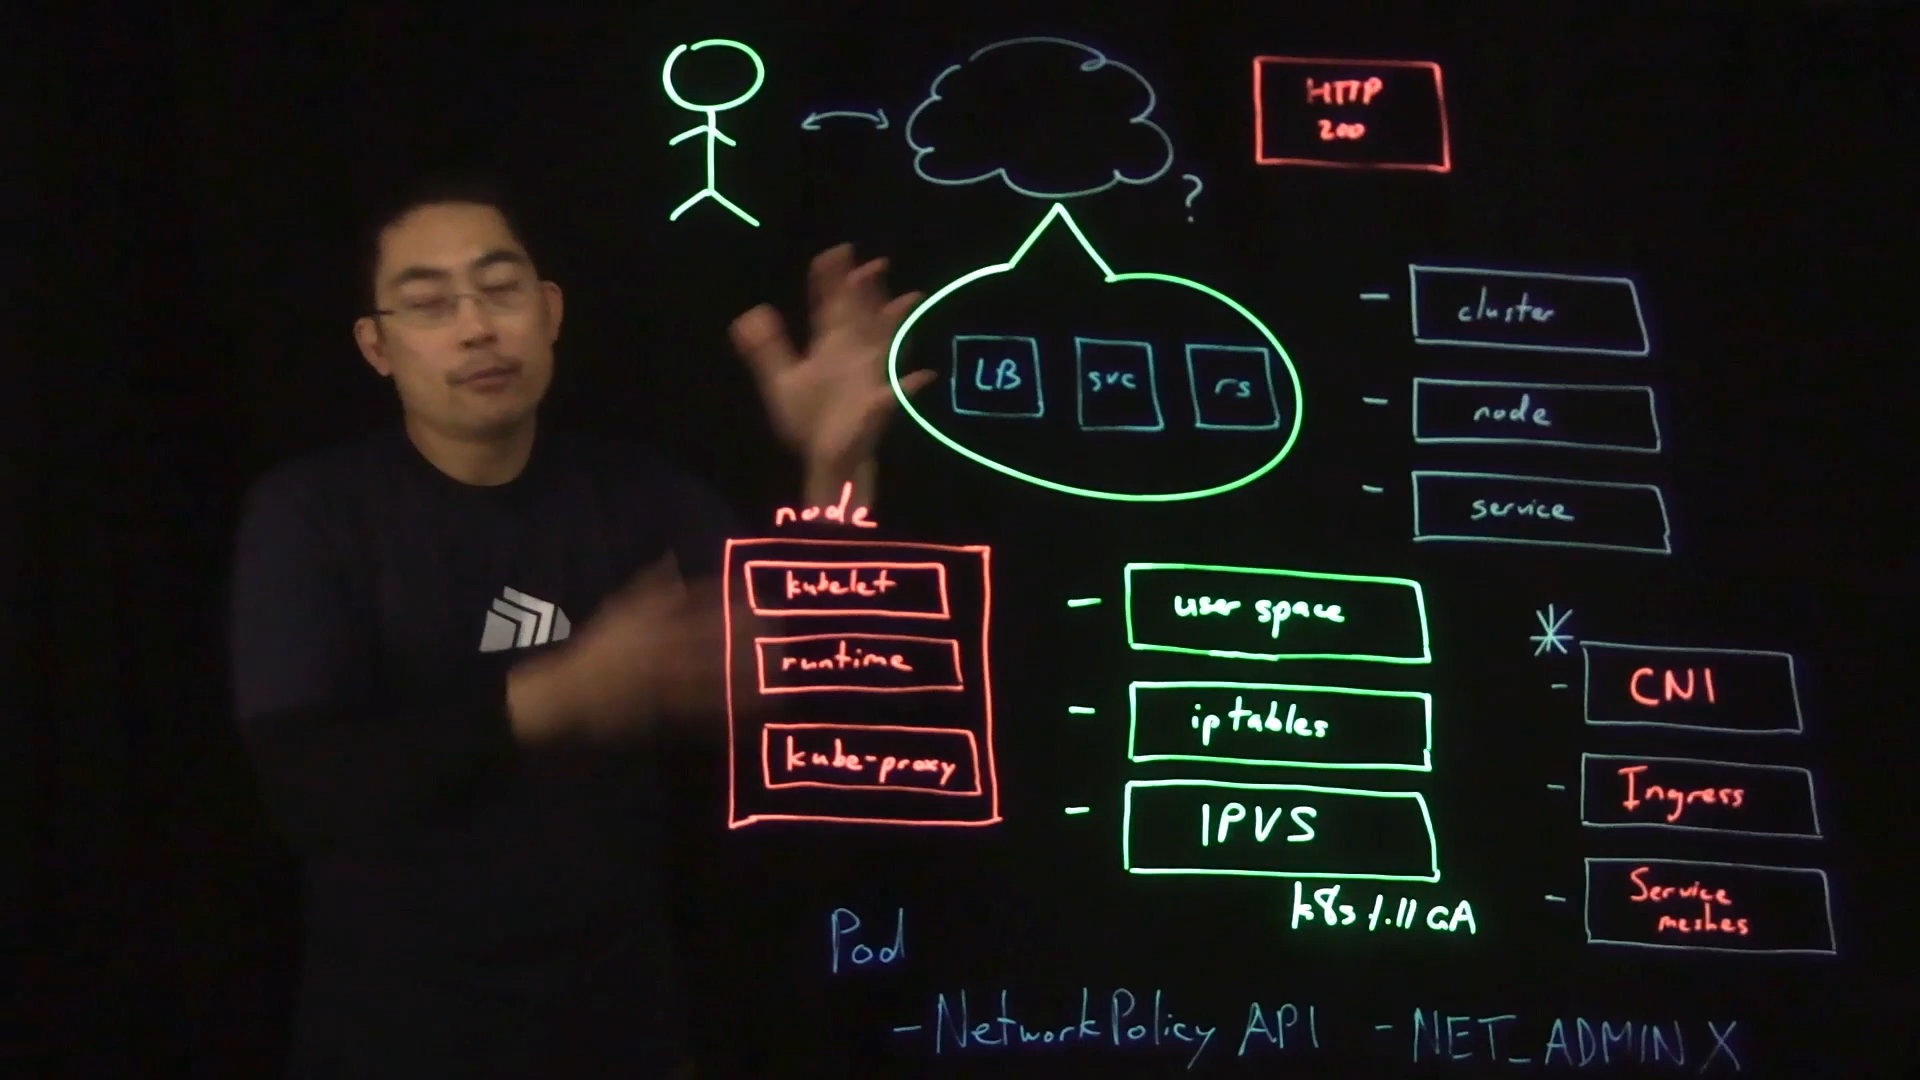 HTTP
200
?
LB
svc
rs
- cluster
- node
- service
node
kubelet
runtime
kube-proxy
- user space
- iptables
- IPVS
k8s 1.11 GA
*
- CNI
- Ingress
- Service
meshes
Pod
- NetworkPolicy API - NET_ADMIN X